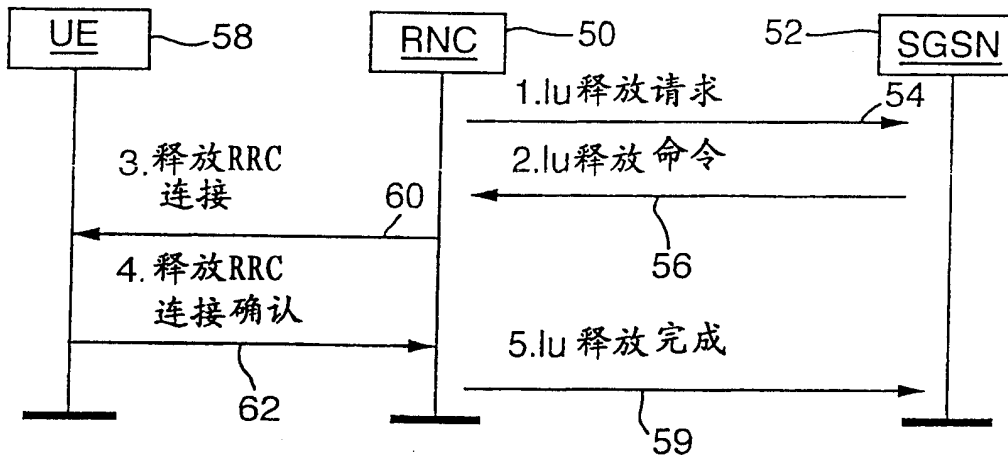 UE
58
RNC
50
52
SGSN
1.Iu释放请求
54
3.释放RRC
连接
2.Iu释放命令
60
56
4.释放RRC
连接确认
5.Iu释放完成
62
59